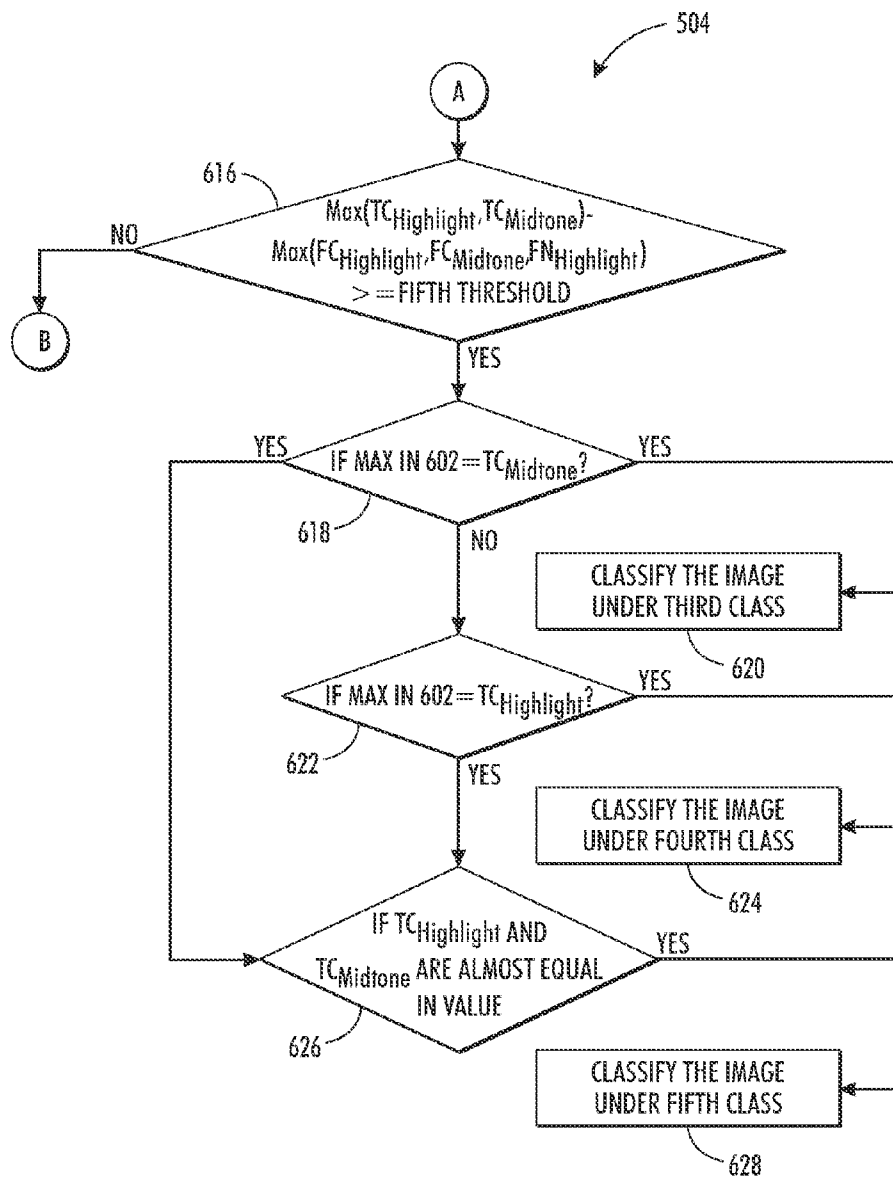 504
A
616
Max(TCHighlight,TCMidtone)-
Max(FCHighlight,FCMidtone,FNHighlight)
>=FIFTH THRESHOLD
NO
B
YES
YES
IF MAX IN 602=TCMidtone?
YES
618
NO
CLASSIFY THE IMAGE
UNDER THIRD CLASS
620
IF MAX IN 602=TCHighlight?
YES
622
YES
CLASSIFY THE IMAGE
UNDER FOURTH CLASS
624
IF TCHighlight AND
TCMidtone ARE ALMOST EQUAL
IN VALUE
YES
626
CLASSIFY THE IMAGE
UNDER FIFTH CLASS
628